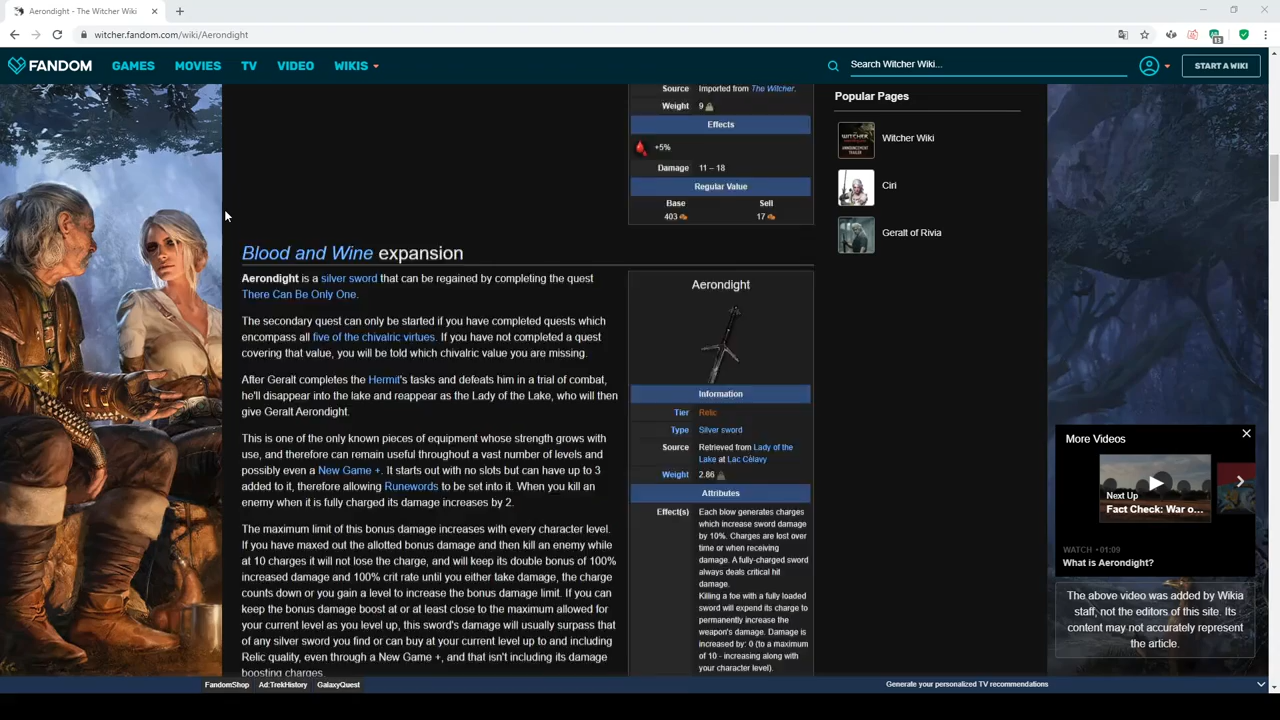 Aerondight - The Witcher Wiki
witcher.fandom.com/wiki/Aerondight
FANDOM GAMES MOVIES TV VIDEO WIKIS
Search Witcher Wiki...
START A WIKI
Source Imported from The Witcher.
Weight 9
Effects
+5%
Damage 11 – 18
Regular Value
Base Sell
403 17
Popular Pages
Witcher Wiki
Ciri
Geralt of Rivia
Blood and Wine expansion
Aerondight is a silver sword that can be regained by completing the quest
There Can Be Only One.
The secondary quest can only be started if you have completed quests which
encompass all five of the chivalric virtues. If you have not completed a quest
covering that value, you will be told which chivalric value you are missing.
After Geralt completes the Hermit's tasks and defeats him in a trial of combat,
he'll disappear into the lake and reappear as the Lady of the Lake, who will then
give Geralt Aerondight.
This is one of the only known pieces of equipment whose strength grows with
use, and therefore can remain useful throughout a vast number of levels and
possibly even a New Game +. It starts out with no slots but can have up to 3
added to it, therefore allowing Runewords to be set into it. When you kill an
enemy when it is fully charged its damage increases by 2.
The maximum limit of this bonus damage increases with every character level.
If you have maxed out the allotted bonus damage and then kill an enemy while
at 10 charges it will not lose the charge, and will keep its double bonus of 100%
increased damage and 100% crit rate until you either take damage, the charge
counts down or you gain a level to increase the bonus damage limit. If you can
keep the bonus damage boost at or at least close to the maximum allowed for
your current level as you level up, this sword's damage will usually surpass that
of any silver sword you find or can buy at your current level up to and including
Relic quality, even through a New Game +, and that isn't including its damage
boosting charges.
Aerondight
Information
Tier Relic
Type Silver sword
Source Retrieved from Lady of the
Lake at Lac Célavy
Weight 2.86
Attributes
Effect(s) Each blow generates charges
which increase sword damage
by 10%. Charges are lost over
time or when receiving
damage. A fully-charged sword
always deals critical hit
damage.
Killing a foe with a fully loaded
sword will expend its charge to
permanently increase the
weapon's damage. Damage is
increased by: 0 (to a maximum
of 10 - increasing along with
your character level).
More Videos
Next Up
Fact Check: War o...
WATCH • 01:09
What is Aerondight?
The above video was added by Wikia
staff, not the editors of this site. Its
content may not accurately represent
the article.
FandomShop Ad:TrekHistory GalaxyQuest
Generate your personalized TV recommendations